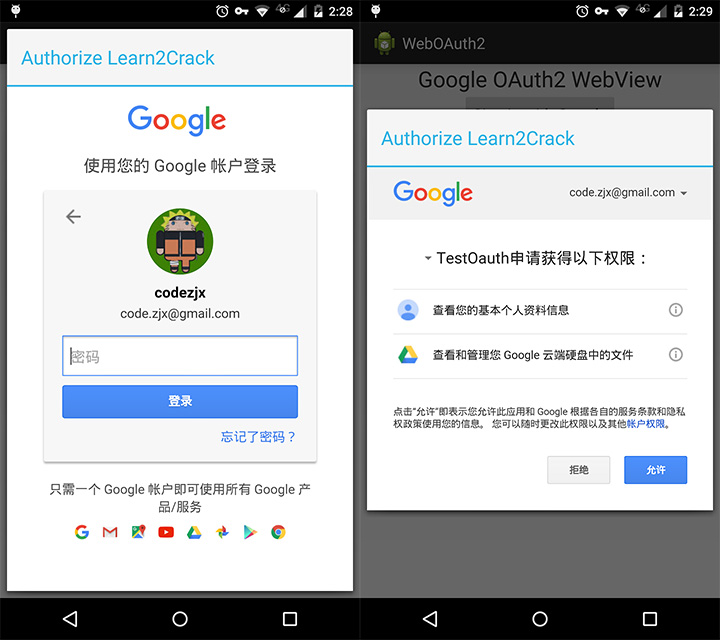 4G
2:28
Authorize Learn2Crack
Google
使用您的 Google 帐户登录
codezjx
code.zjx@gmail.com
密码
登录
忘记了密码？
只需一个 Google 帐户即可使用所有 Google 产
品/服务
4G
2:29
WebOAuth2
Google OAuth2 WebView
Authorize Learn2Crack
Google
code.zjx@gmail.com
TestOauth申请获得以下权限：
查看您的基本个人资料信息
查看和管理您 Google 云端硬盘中的文件
点击“允许”即表示您允许此应用和 Google 根据各自的服务条款和隐私
权政策使用您的信息。 您可以随时更改此权限以及其他帐户权限。
拒绝
允许